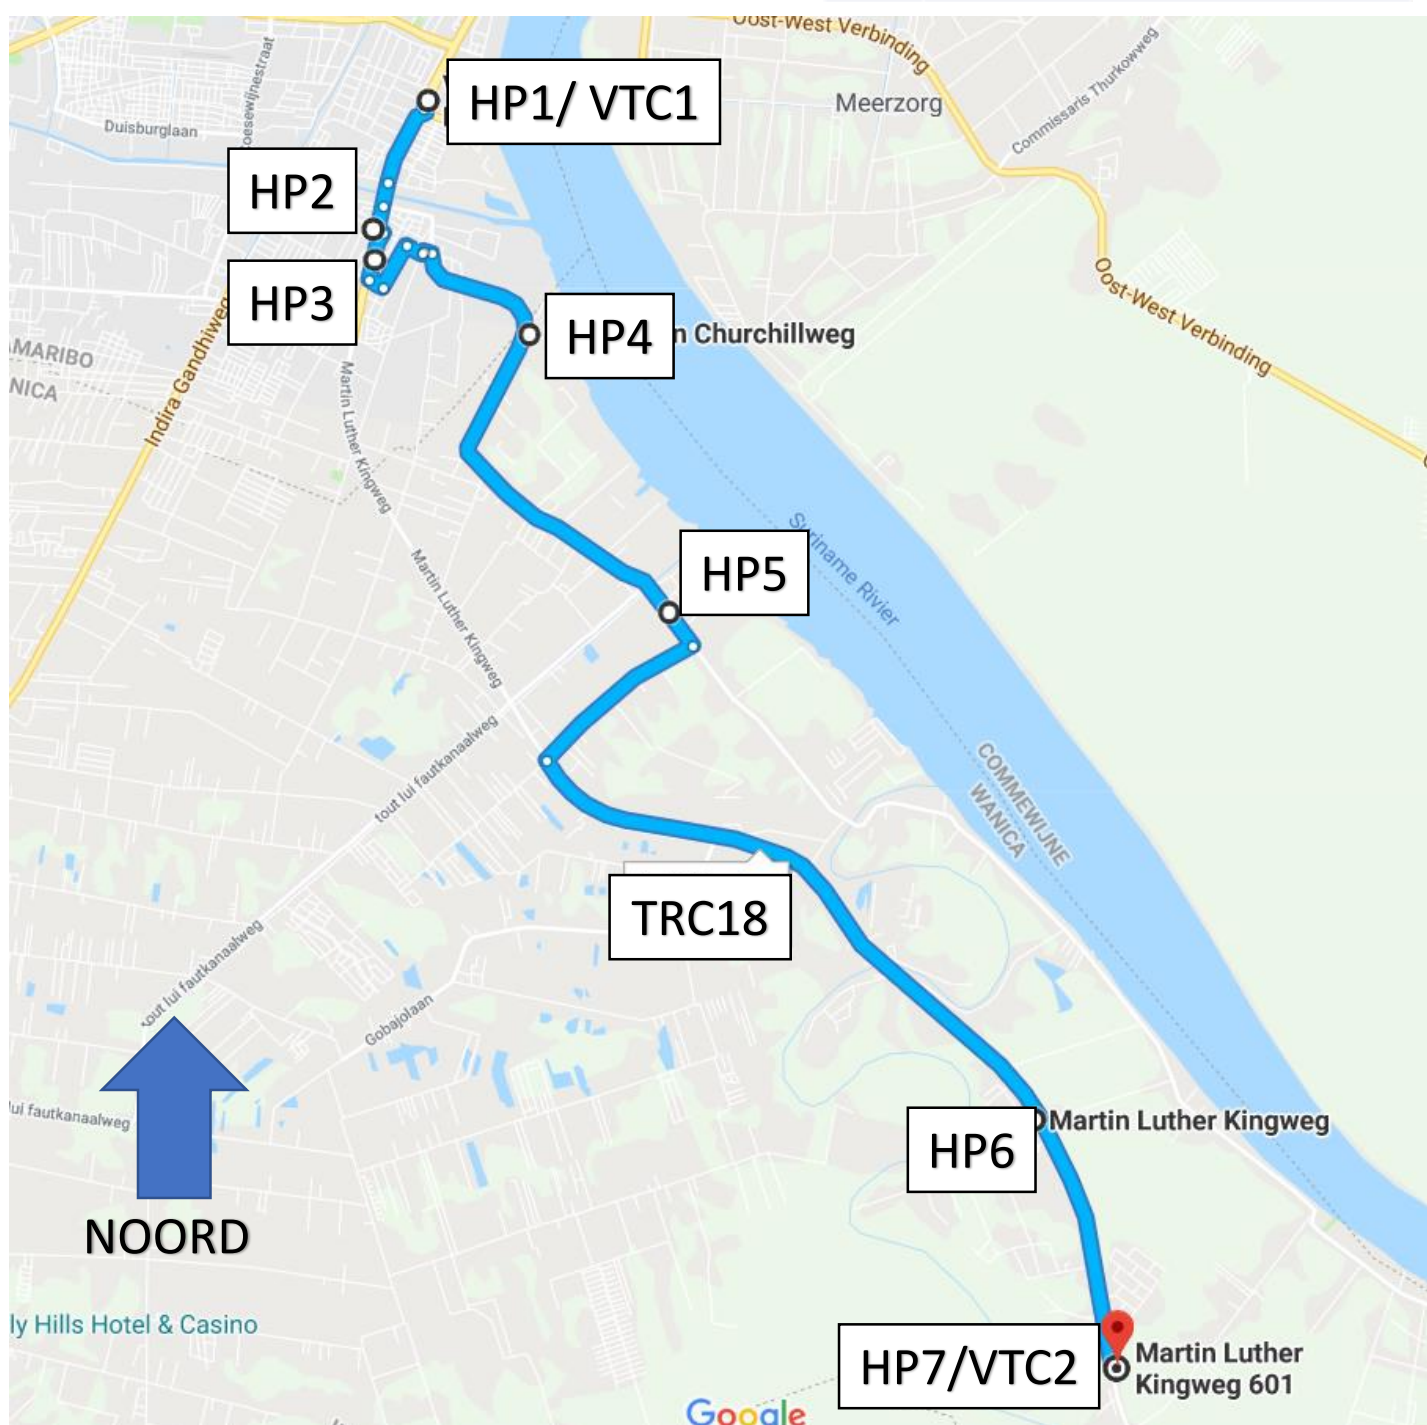 Oost-West Verbinding
Meerzorg
Commissaris Thurkowweg
HP1/ VTC1
Duisburglaan
HP2
HP3
HP4
n Churchillweg
Oost-West Verbinding
AMARIBO
NICA
Indira Gandhiweg
Martin Luther Kingweg
Suriname Rivier
HP5
Martin Luther Kingweg
tout lui fautkanaalweg
COMMEWIJNE
WANICA
TRC18
tout lui fautkanaalweg
Gobajolaan
lui fautkanaalweg
Martin Luther Kingweg
HP6
NOORD
ly Hills Hotel & Casino
HP7/VTC2
Martin Luther
Kingweg 601
Google